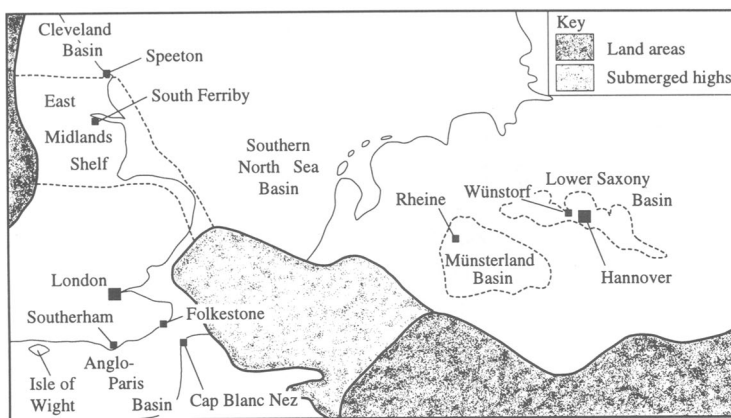 Cleveland
Basin
Speeton
East
South Ferriby
Midlands
Shelf
Southern
North Sea
Basin
Key
Land areas
Submerged highs
Lower Saxony
Basin
Wünstorf
Rheine
Münsterland
Basin
Hannover
London
Folkestone
Southerham
Anglo-
Paris
Basin
Isle of
Wight
Cap Blanc Nez